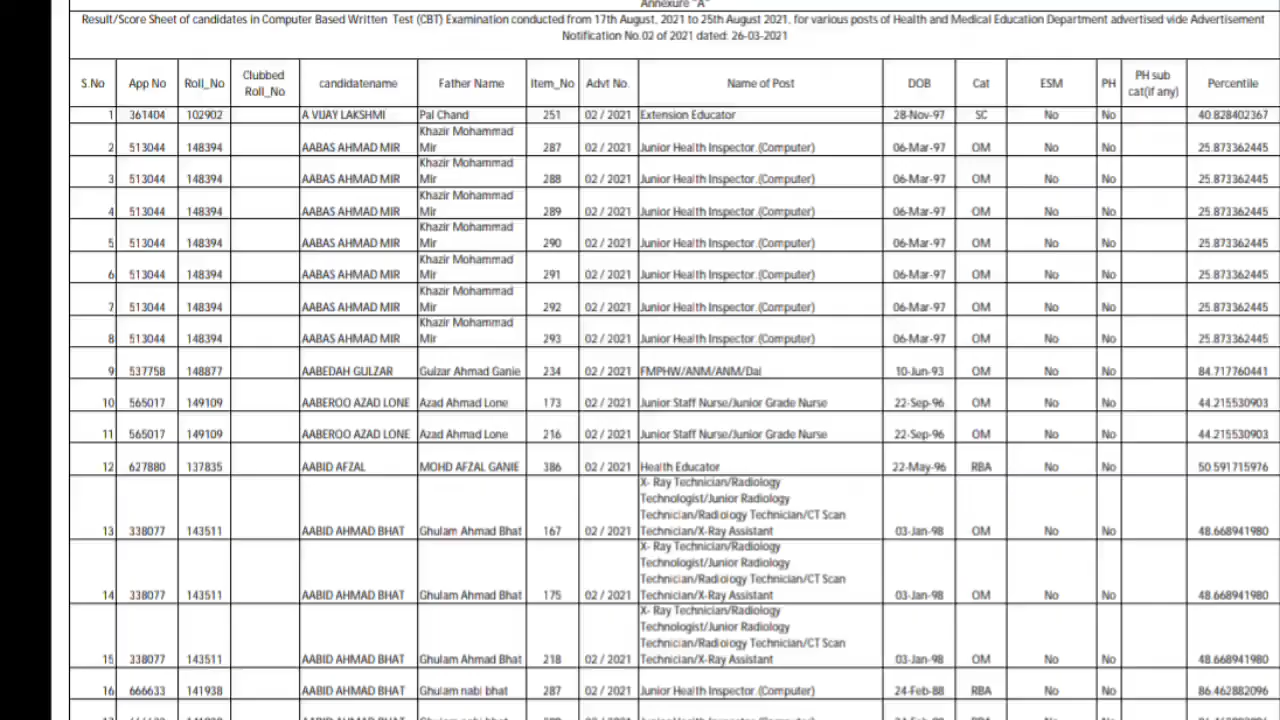 Annexure "A"
Result/Score Sheet of candidates in Computer Based Written Test (CBT) Examination conducted from 17th August, 2021 to 25th August 2021, for various posts of Health and Medical Education Department advertised vide Advertisement
Notification No.02 of 2021 dated: 26-03-2021
S.No App No Roll_No Clubbed Roll_No candidatename Father Name Item_No Advt No. Name of Post DOB Cat ESM PH PH sub cat(if any) Percentile
1 361404 102902 A VIJAY LAKSHMI Pal Chand 251 02 / 2021 Extension Educator 28-Nov-97 SC No No 40.828402367
2 513044 148394 AABAS AHMAD MIR Khazir Mohammad Mir 287 02 / 2021 Junior Health Inspector.(Computer) 06-Mar-97 OM No No 25.873362445
3 513044 148394 AABAS AHMAD MIR Khazir Mohammad Mir 288 02 / 2021 Junior Health Inspector.(Computer) 06-Mar-97 OM No No 25.873362445
4 513044 148394 AABAS AHMAD MIR Khazir Mohammad Mir 289 02 / 2021 Junior Health Inspector.(Computer) 06-Mar-97 OM No No 25.873362445
5 513044 148394 AABAS AHMAD MIR Khazir Mohammad Mir 290 02 / 2021 Junior Health Inspector.(Computer) 06-Mar-97 OM No No 25.873362445
6 513044 148394 AABAS AHMAD MIR Khazir Mohammad Mir 291 02 / 2021 Junior Health Inspector.(Computer) 06-Mar-97 OM No No 25.873362445
7 513044 148394 AABAS AHMAD MIR Khazir Mohammad Mir 292 02 / 2021 Junior Health Inspector.(Computer) 06-Mar-97 OM No No 25.873362445
8 513044 148394 AABAS AHMAD MIR Khazir Mohammad Mir 293 02 / 2021 Junior Health Inspector.(Computer) 06-Mar-97 OM No No 25.873362445
9 537758 148877 AABEDAH GULZAR Gulzar Ahmad Ganie 234 02 / 2021 FMPHW/ANM/ANM/Dai 10-Jun-93 OM No No 84.717760441
10 565017 149109 AABEROO AZAD LONE Azad Ahmad Lone 173 02 / 2021 Junior Staff Nurse/Junior Grade Nurse 22-Sep-96 OM No No 44.215530903
11 565017 149109 AABEROO AZAD LONE Azad Ahmad Lone 216 02 / 2021 Junior Staff Nurse/Junior Grade Nurse 22-Sep-96 OM No No 44.215530903
12 627880 137835 AABID AFZAL MOHD AFZAL GANIE 386 02 / 2021 Health Educator 22-May-96 RBA No No 50.591715976
X- Ray Technician/Radiology
Technologist/Junior Radiology
Technician/Radiology Technician/CT Scan
13 338077 143511 AABID AHMAD BHAT Ghulam Ahmad Bhat 167 02 / 2021 Technician/X-Ray Assistant 03-Jan-98 OM No No 48.668941980
X- Ray Technician/Radiology
Technologist/Junior Radiology
Technician/Radiology Technician/CT Scan
14 338077 143511 AABID AHMAD BHAT Ghulam Ahmad Bhat 175 02 / 2021 Technician/X-Ray Assistant 03-Jan-98 OM No No 48.668941980
X- Ray Technician/Radiology
Technologist/Junior Radiology
Technician/Radiology Technician/CT Scan
15 338077 143511 AABID AHMAD BHAT Ghulam Ahmad Bhat 218 02 / 2021 Technician/X-Ray Assistant 03-Jan-98 OM No No 48.668941980
16 666633 141938 AABID AHMAD BHAT Ghulam nabi bhat 287 02 / 2021 Junior Health Inspector.(Computer) 24-Feb-88 RBA No No 86.462882096